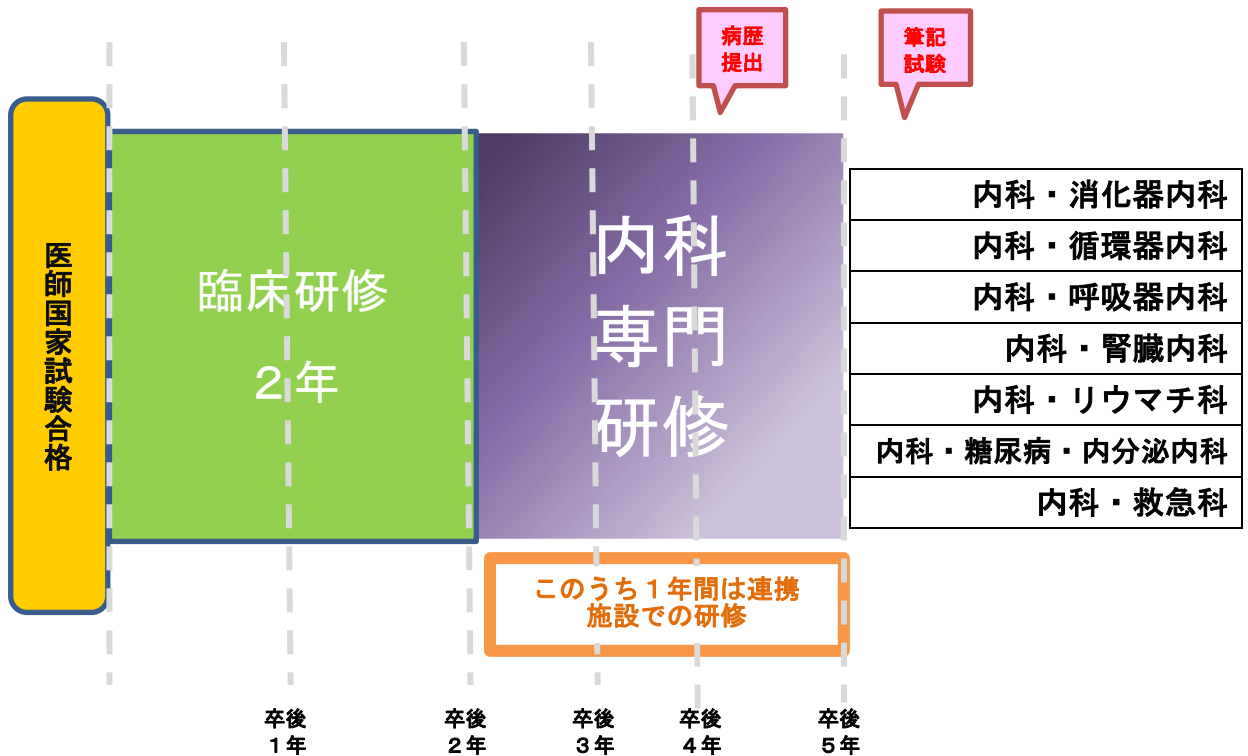 病歴
提出
筆記
試験
医師国家試験合格
臨床研修
２年
内科
専門
研修
内科・消化器内科
内科・循環器内科
内科・呼吸器内科
内科・腎臓内科
内科・リウマチ科
内科・糖尿病・内分泌内科
内科・救急科
このうち１年間は連携
施設での研修
卒後
１年
卒後
２年
卒後
３年
卒後
４年
卒後
５年